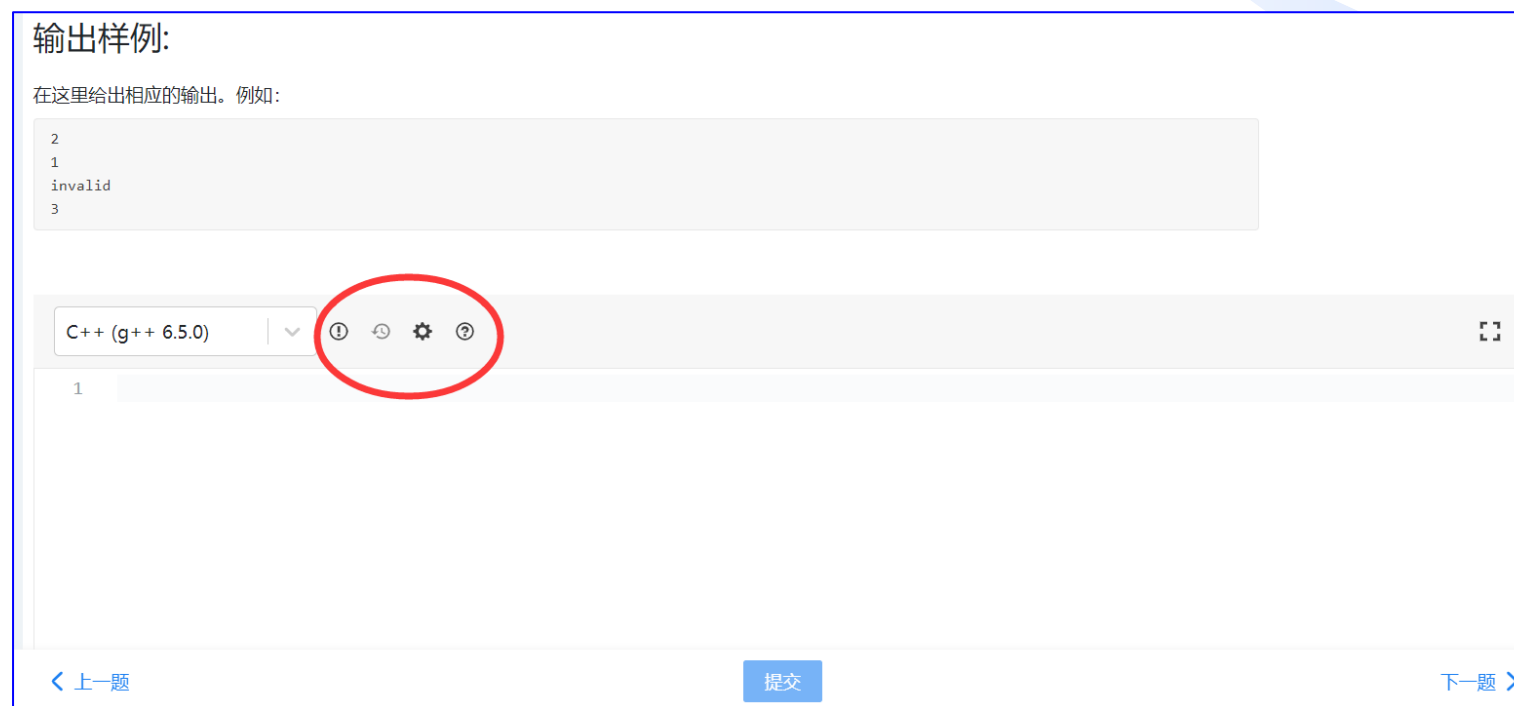 输出样例:
在这里给出相应的输出。例如：
2
1
invalid
3
C++ (g++ 6.5.0)
1
上一题 提交 下一题